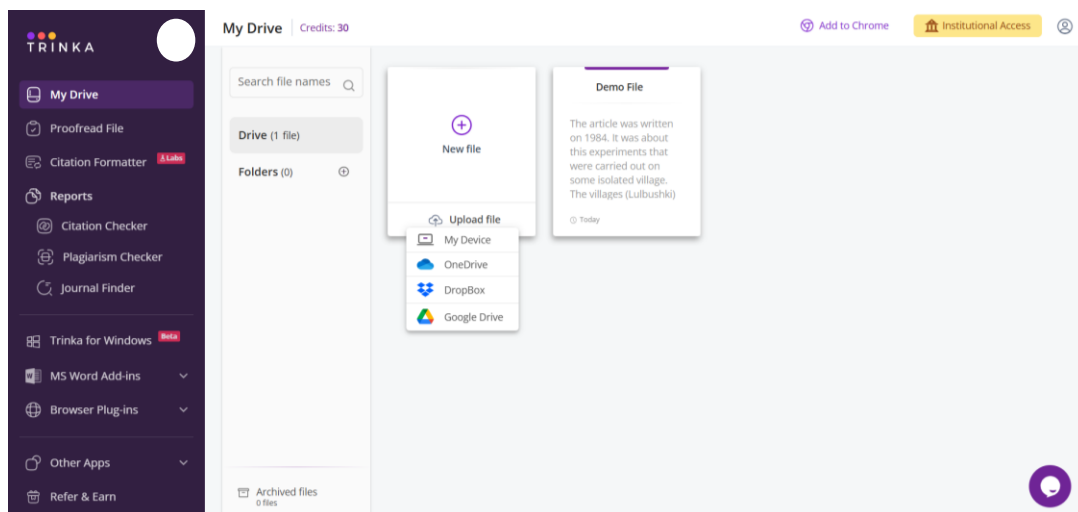 TRINKA
My Drive
Proofread File
Citation Formatter Labs
Reports
Citation Checker
Plagiarism Checker
Journal Finder
Trinka for Windows Beta
MS Word Add-ins
Browser Plug-ins
Other Apps
Refer & Earn
My Drive Credits: 30
Add to Chrome
Institutional Access
Search file names
Drive (1 file)
Folders (0)
Archived files
0 files
New file
Upload file
My Device
OneDrive
DropBox
Google Drive
Demo File
The article was written
on 1984. It was about
this experiments that
were carried out on
some isolated village.
The villages (Lulbushki)
Today